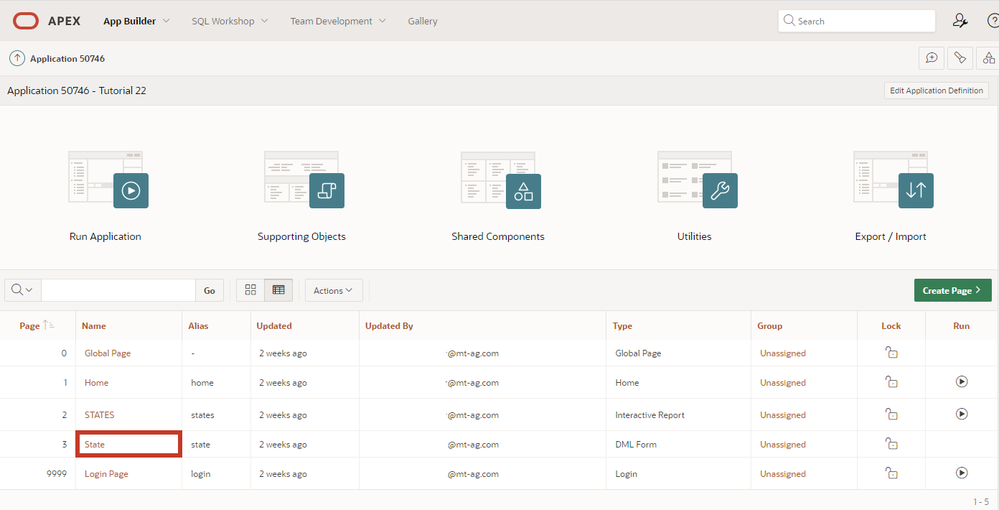 APEX App Builder SQL Workshop Team Development Gallery Search
Application 50746
Application 50746 - Tutorial 22 Edit Application Definition
Run Application Supporting Objects Shared Components Utilities Export / Import
Go Actions Create Page
Page Name Alias Updated Updated By Type Group Lock Run
0 Global Page - 2 weeks ago @mt-ag.com Global Page Unassigned
1 Home home 2 weeks ago @mt-ag.com Home Unassigned
2 STATES states 2 weeks ago @mt-ag.com Interactive Report Unassigned
3 State state 2 weeks ago @mt-ag.com DML Form Unassigned
9999 Login Page login 2 weeks ago @mt-ag.com Login Unassigned
1 - 5